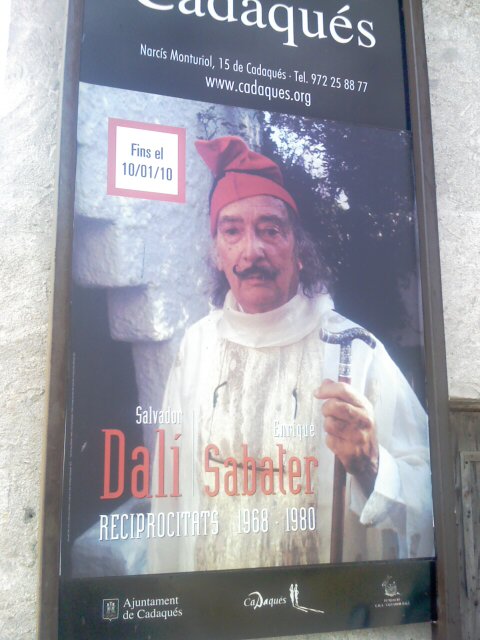 Cadaqués
Narcís Monturiol, 15 de Cadaqués - Tel. 972 25 88 77
www.cadaques.org
Fins el
10/01/10
Salvador Enriqué
Dalí Sabater
RECIPROCITATS 1968 - 1980
Ajuntament
de Cadaqués
CaDaqués